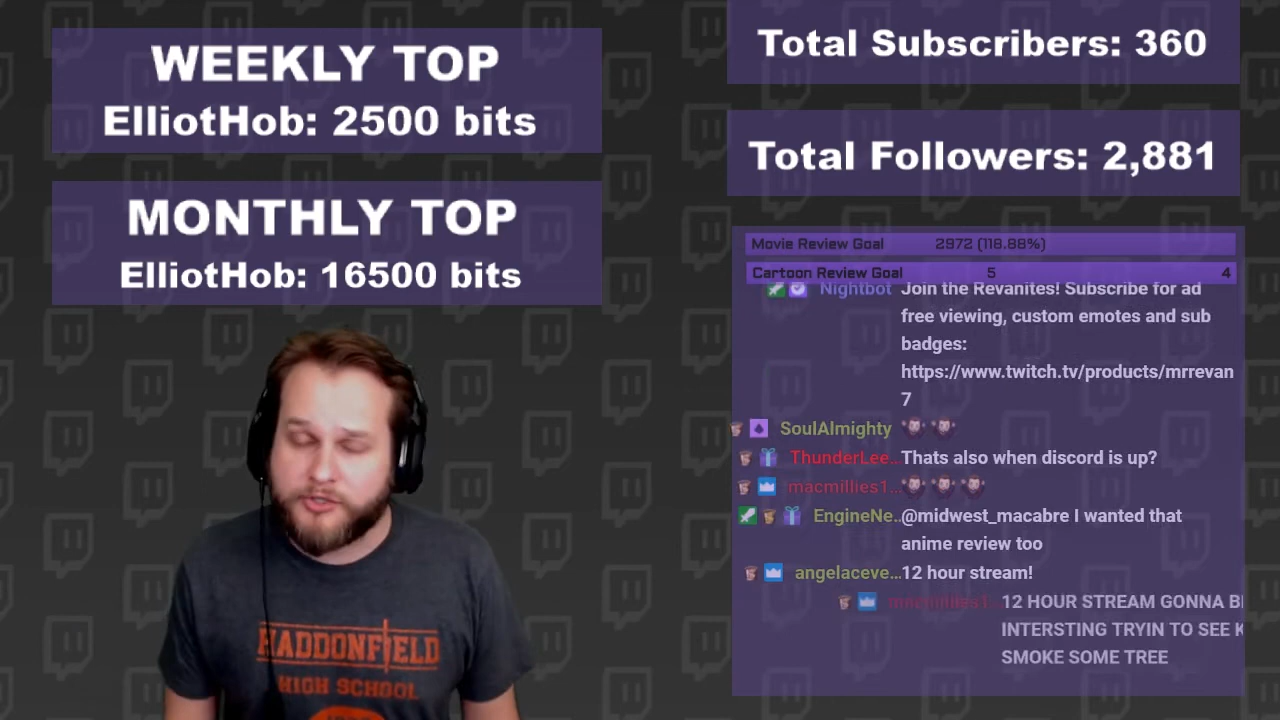 WEEKLY TOP
ElliotHob: 2500 bits
MONTHLY TOP
ElliotHob: 16500 bits
HADDONFIELD
HIGH SCHOOL
Total Subscribers: 360
Total Followers: 2,881
Movie Review Goal 2972 (118.88%)
Cartoon Review Goal 5 4
Nightbot Join the Revanites! Subscribe for ad
free viewing, custom emotes and sub
badges:
https://www.twitch.tv/products/mrrevan
7
SoulAlmighty
ThunderLee... Thats also when discord is up?
macmillies1...
EngineNe... @midwest_macabre I wanted that
anime review too
angelaceve... 12 hour stream!
macmillies1... 12 HOUR STREAM GONNA
INTERSTING TRYIN TO SEE
SMOKE SOME TREE